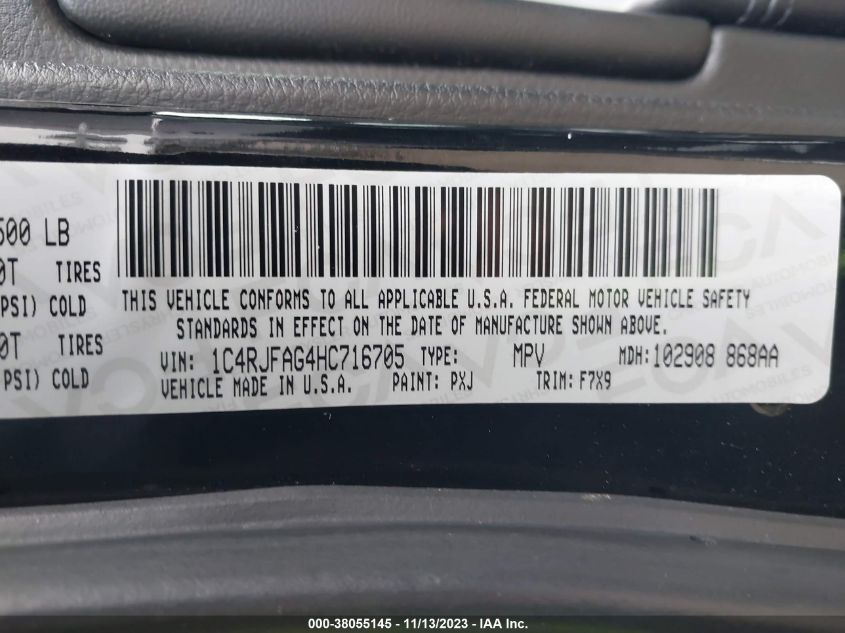 500 LB
0T TIRES
PSI) COLD
0T
PSI) COLD
THIS VEHICLE CONFORMS TO ALL APPLICABLE U.S.A. FEDERAL MOTOR VEHICLE SAFETY
STANDARDS IN EFFECT ON THE DATE OF MANUFACTURE SHOWN ABOVE.
VIN: 1C4RJFAG4HC716705 TYPE: MPV MDH:102908 868AA
VEHICLE MADE IN U.S.A. PAINT: PXJ TRIM: F7X9
000-38055145 - 11/13/2023 - IAA Inc.